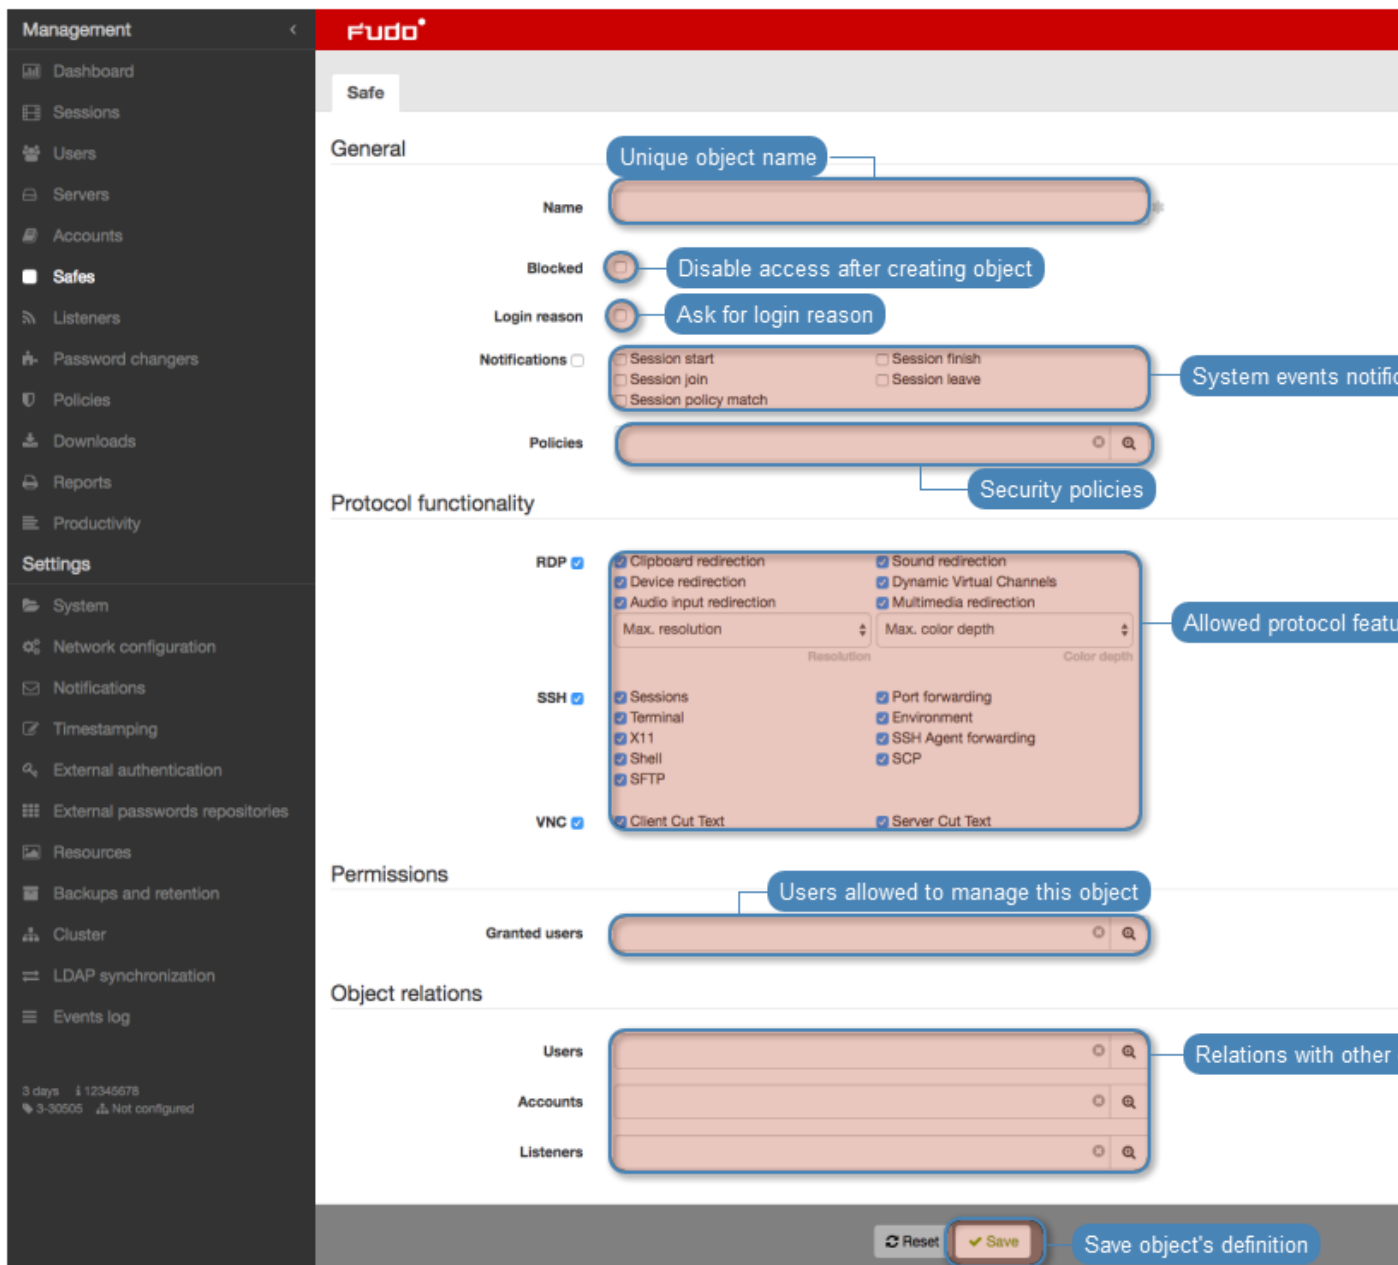 Management
FUDO
Dashboard
Sessions
Users
Servers
Accounts
Safes
Listeners
Password changers
Policies
Downloads
Reports
Productivity
Settings
System
Network configuration
Notifications
Timestamping
External authentication
External passwords repositories
Resources
Backups and retention
Cluster
LDAP synchronization
Events log
3 days 12345678
3-30505 Not configured
Safe
General
Unique object name
Name
Blocked Disable access after creating object
Login reason Ask for login reason
Notifications Session start Session finish
Session join Session leave
Session policy match
System events notific
Policies
Security policies
Protocol functionality
RDP Clipboard redirection Sound redirection
Device redirection Dynamic Virtual Channels
Audio input redirection Multimedia redirection
Max. resolution Max. color depth
Resolution Color depth
Allowed protocol featu
SSH Sessions Port forwarding
Terminal Environment
X11 SSH Agent forwarding
Shell SCP
SFTP
VNC Client Cut Text Server Cut Text
Permissions
Users allowed to manage this object
Granted users
Object relations
Users
Relations with other
Accounts
Listeners
Reset Save Save object's definition